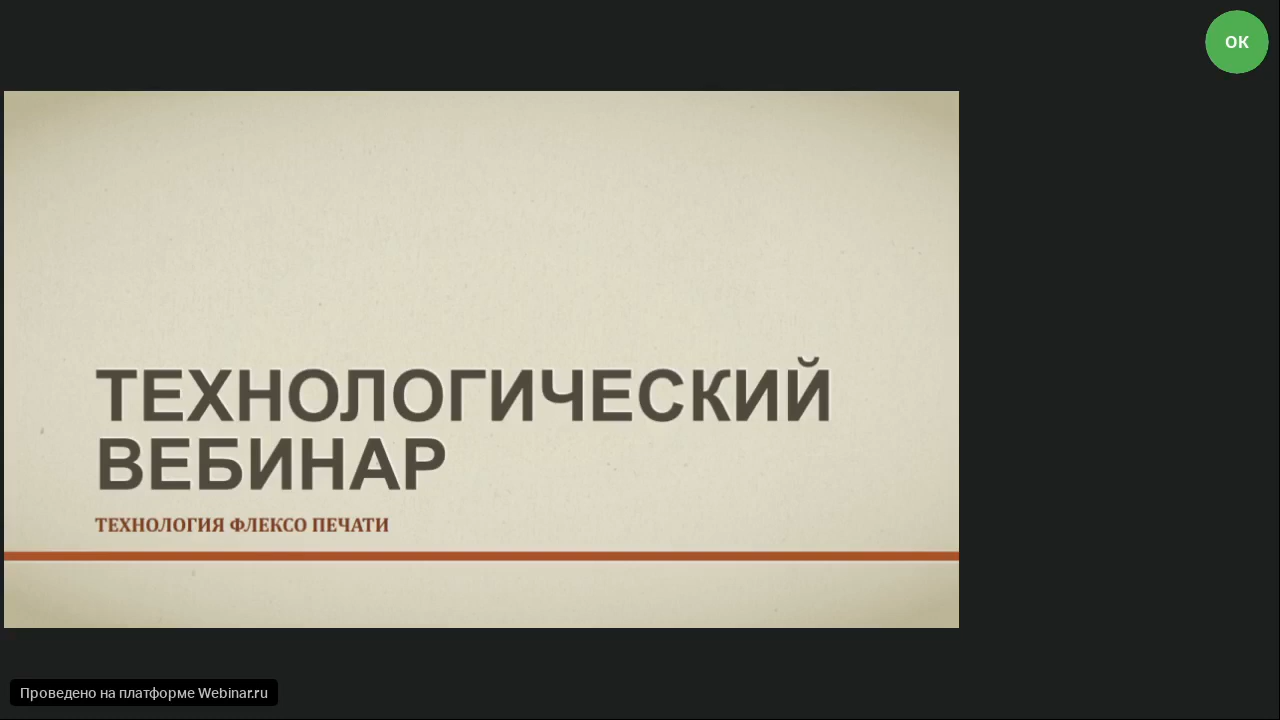 ОК
ТЕХНОЛОГИЧЕСКИЙ
ВЕБИНАР
ТЕХНОЛОГИЯ ФЛЕКСО ПЕЧАТИ
Проведено на платформе Webinar.ru